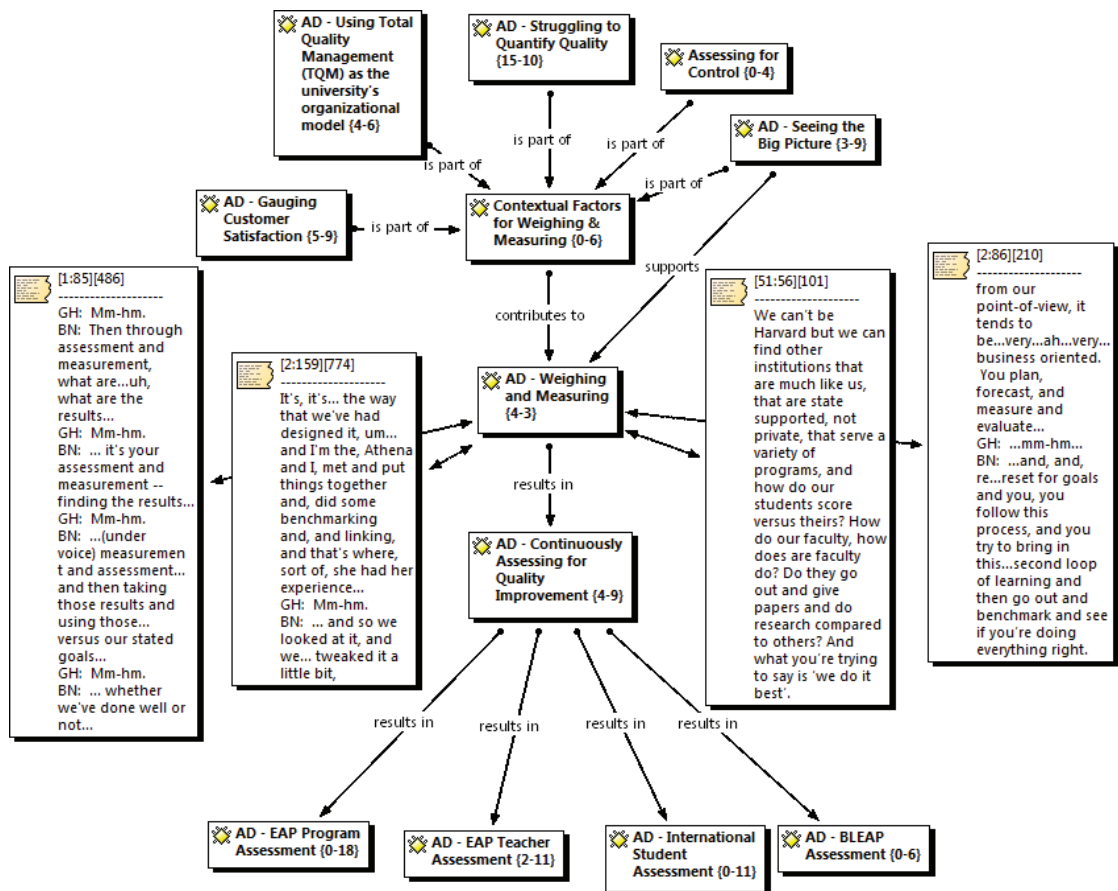 AD - Using Total
Quality
Management
(TQM) as the
university's
organizational
model {4-6}
AD - Struggling to
Quantify Quality
{15-10}
Assessing for
Control {0-4}
AD - Seeing the
Big Picture {3-9}
is part of
is part of
is part of
is part of
AD - Gauging
Customer
Satisfaction {5-9}
is part of
Contextual Factors
for Weighing &
Measuring {0-6}
supports
contributes to
[1:85][486]
--------------------
GH: Mm-hm.
BN: Then through
assessment and
measurement,
what are...uh,
what are the
results...
GH: Mm-hm.
BN: ... it's your
assessment and
measurement --
finding the results...
GH: Mm-hm.
BN: ...(under
voice) measuremen
t and assessment...
and then taking
those results and
using those...
versus our stated
goals...
GH: Mm-hm.
BN: ... whether
we've done well or
not...
[2:159][774]
--------------------
It's, it's... the way
that we've had
designed it, um...
and I'm the, Athena
and I, met and put
things together
and, did some
benchmarking
and, and linking,
and that's where,
sort of, she had her
experience...
GH: Mm-hm.
BN: ... and so we
looked at it, and
we... tweaked it a
little bit,
AD - Weighing
and Measuring
{4-3}
results in
AD - Continuously
Assessing for
Quality
Improvement {4-9}
[51:56][101]
--------------------
We can't be
Harvard but we can
find other
institutions that
are much like us,
that are state
supported, not
private, that serve a
variety of
programs, and
how do our
students score
versus theirs? How
do our faculty, how
does are faculty
do? Do they go
out and give
papers and do
research compared
to others? And
what you're trying
to say is 'we do it
best'.
[2:86][210]
--------------------
from our
point-of-view, it
tends to
be...very...ah...very...
business oriented.
You plan,
forecast, and
measure and
evaluate...
GH: ...mm-hm...
BN: ...and, and,
re...reset for goals
and you, you
follow this
process, and you
try to bring in
this...second loop
of learning and
then go out and
benchmark and see
if you're doing
everything right.
results in
results in
results in
results in
AD - EAP Program
Assessment {0-18}
AD - EAP Teacher
Assessment {2-11}
AD - International
Student
Assessment {0-11}
AD - BLEAP
Assessment {0-6}